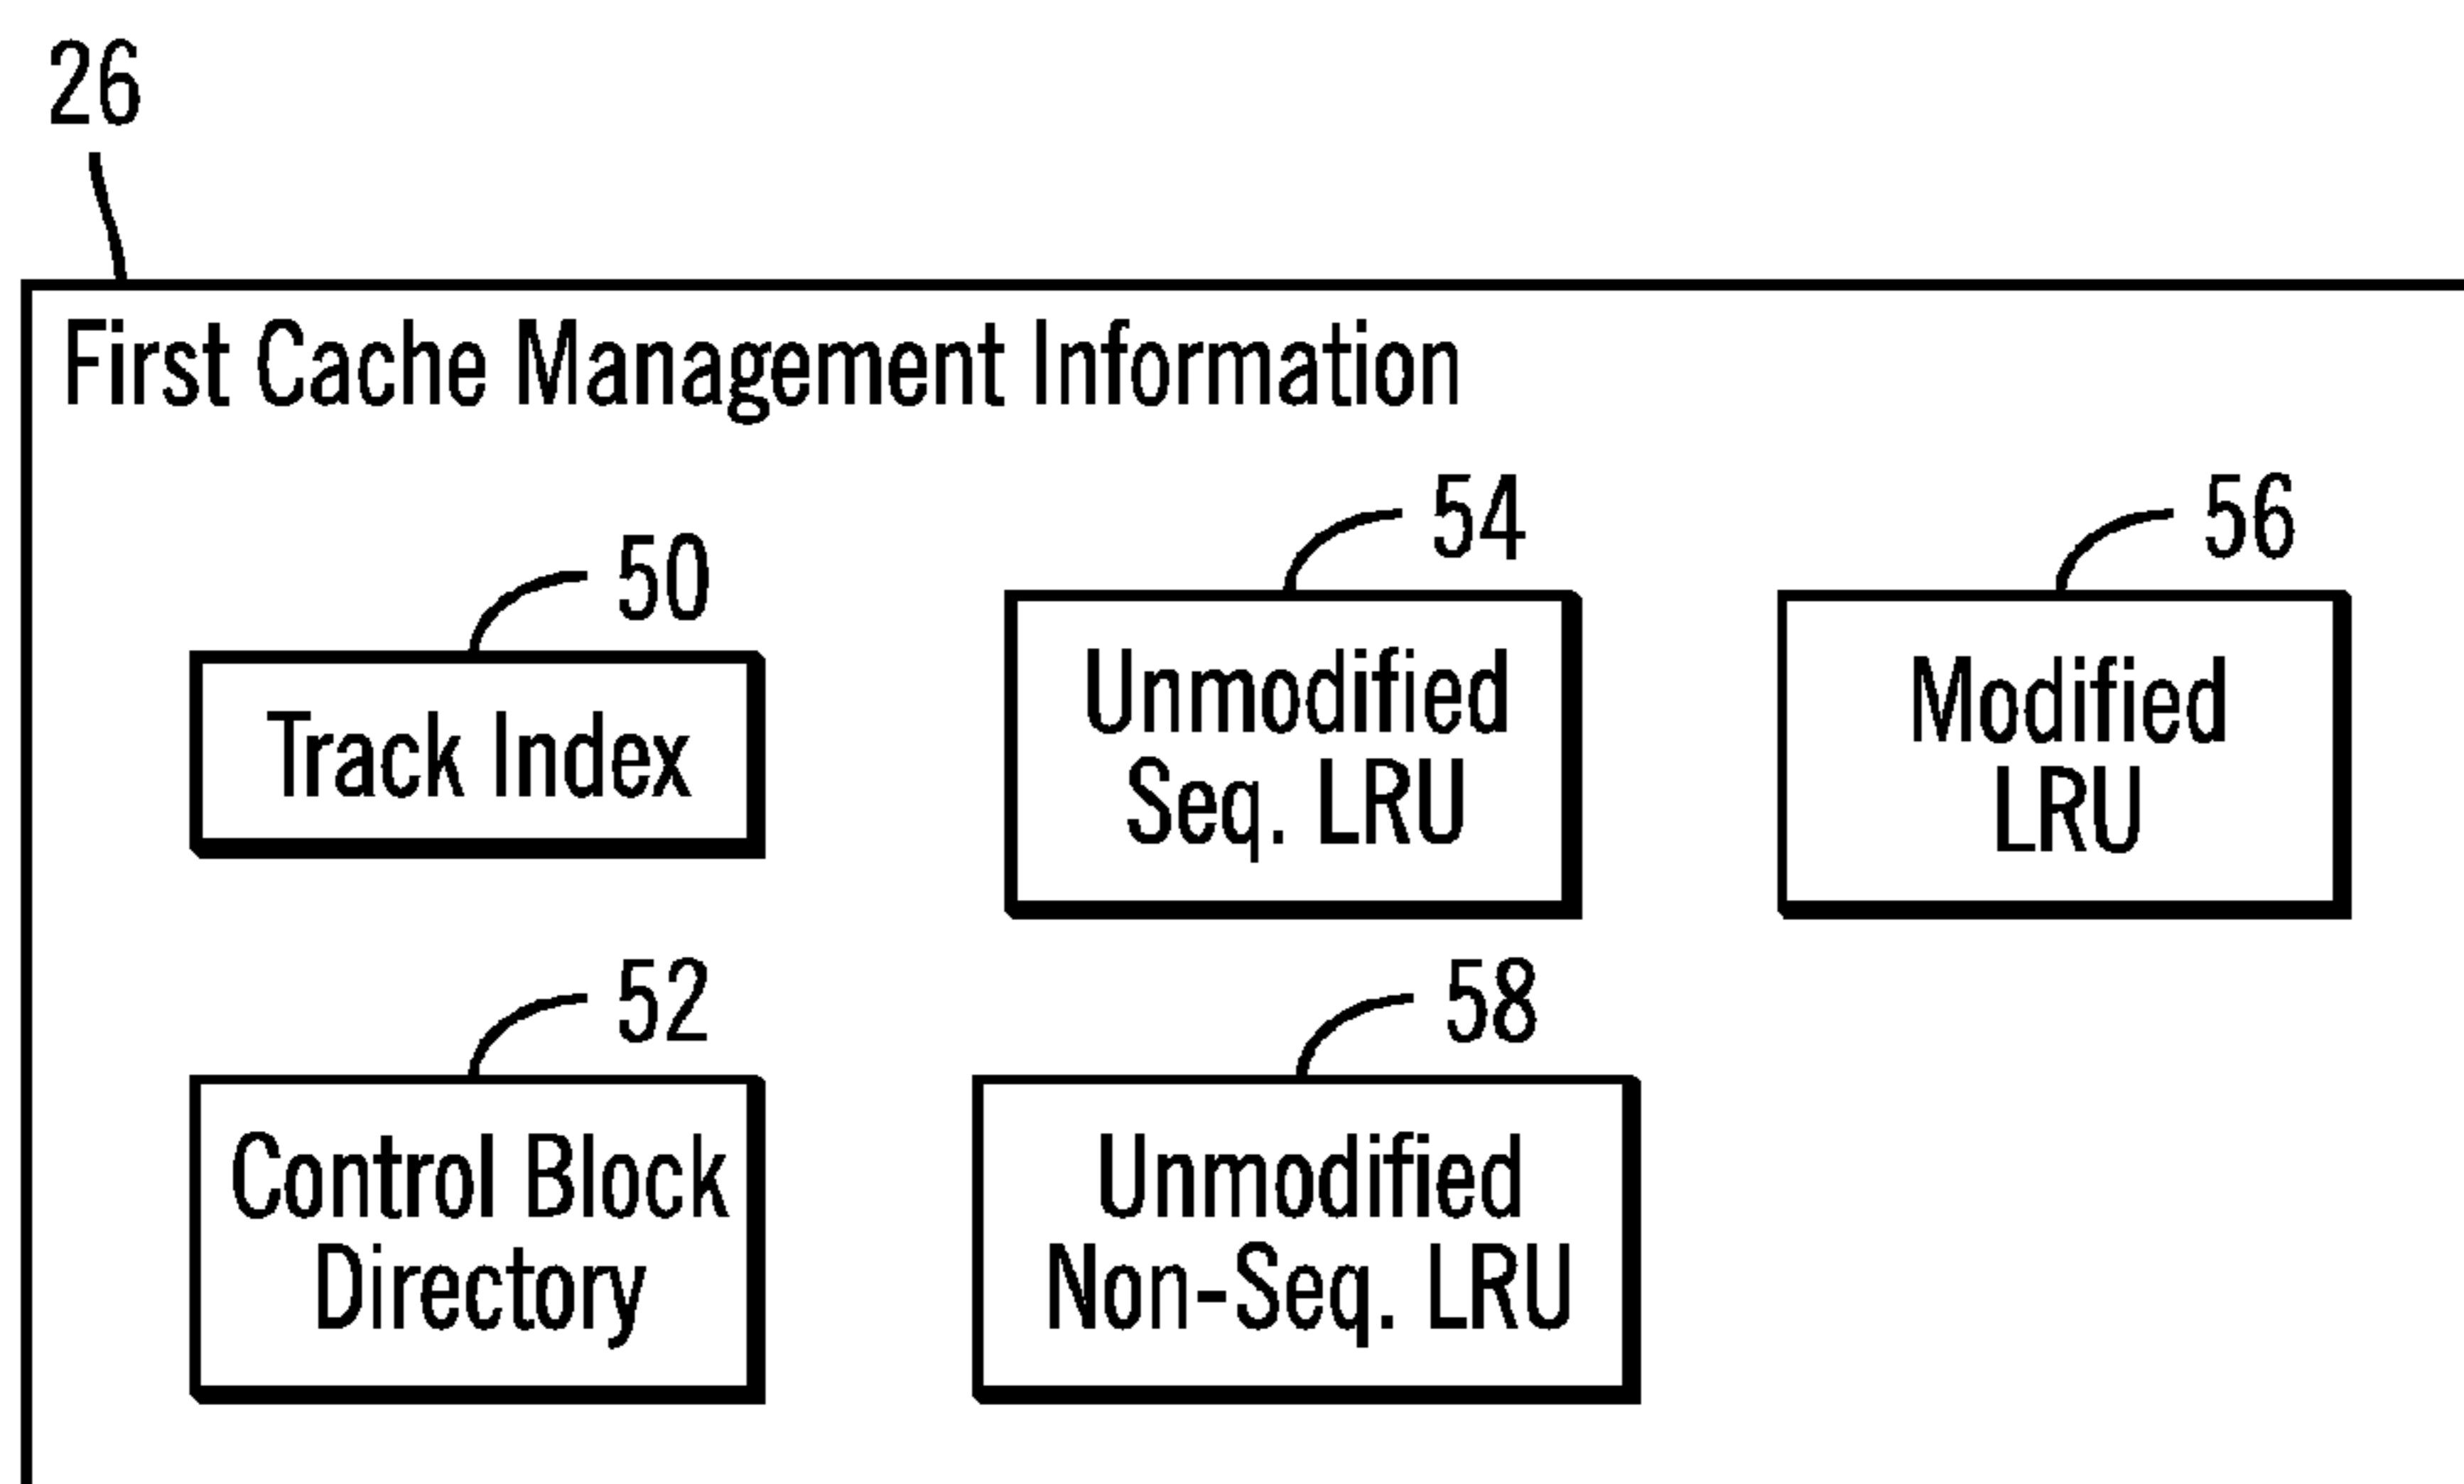 26
First Cache Management Information
50
Track Index
54
Unmodified
Seq. LRU
56
Modified
LRU
52
Control Block
Directory
58
Unmodified
Non-Seq. LRU